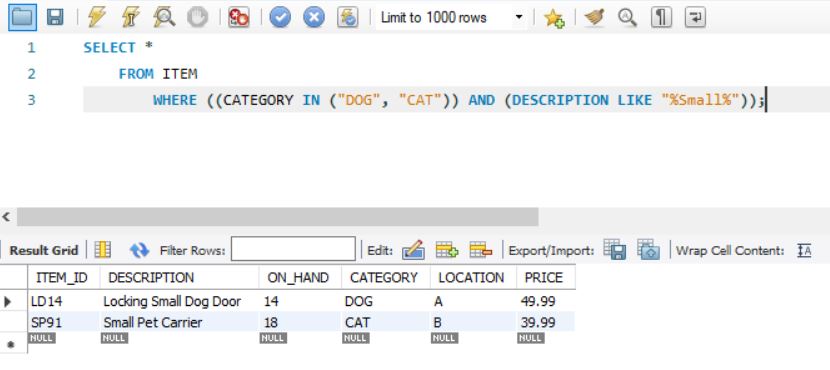 Limit to 1000 rows
1 SELECT *
2 FROM ITEM
3 WHERE ((CATEGORY IN ("DOG", "CAT")) AND (DESCRIPTION LIKE "%Small%"));
Result Grid Filter Rows: Edit: Export/Import: Wrap Cell Content: IA
ITEM_ID DESCRIPTION ON_HAND CATEGORY LOCATION PRICE
LD14 Locking Small Dog Door 14 DOG A 49.99
SP91 Small Pet Carrier 18 CAT B 39.99
NULL NULL NULL NULL NULL NULL